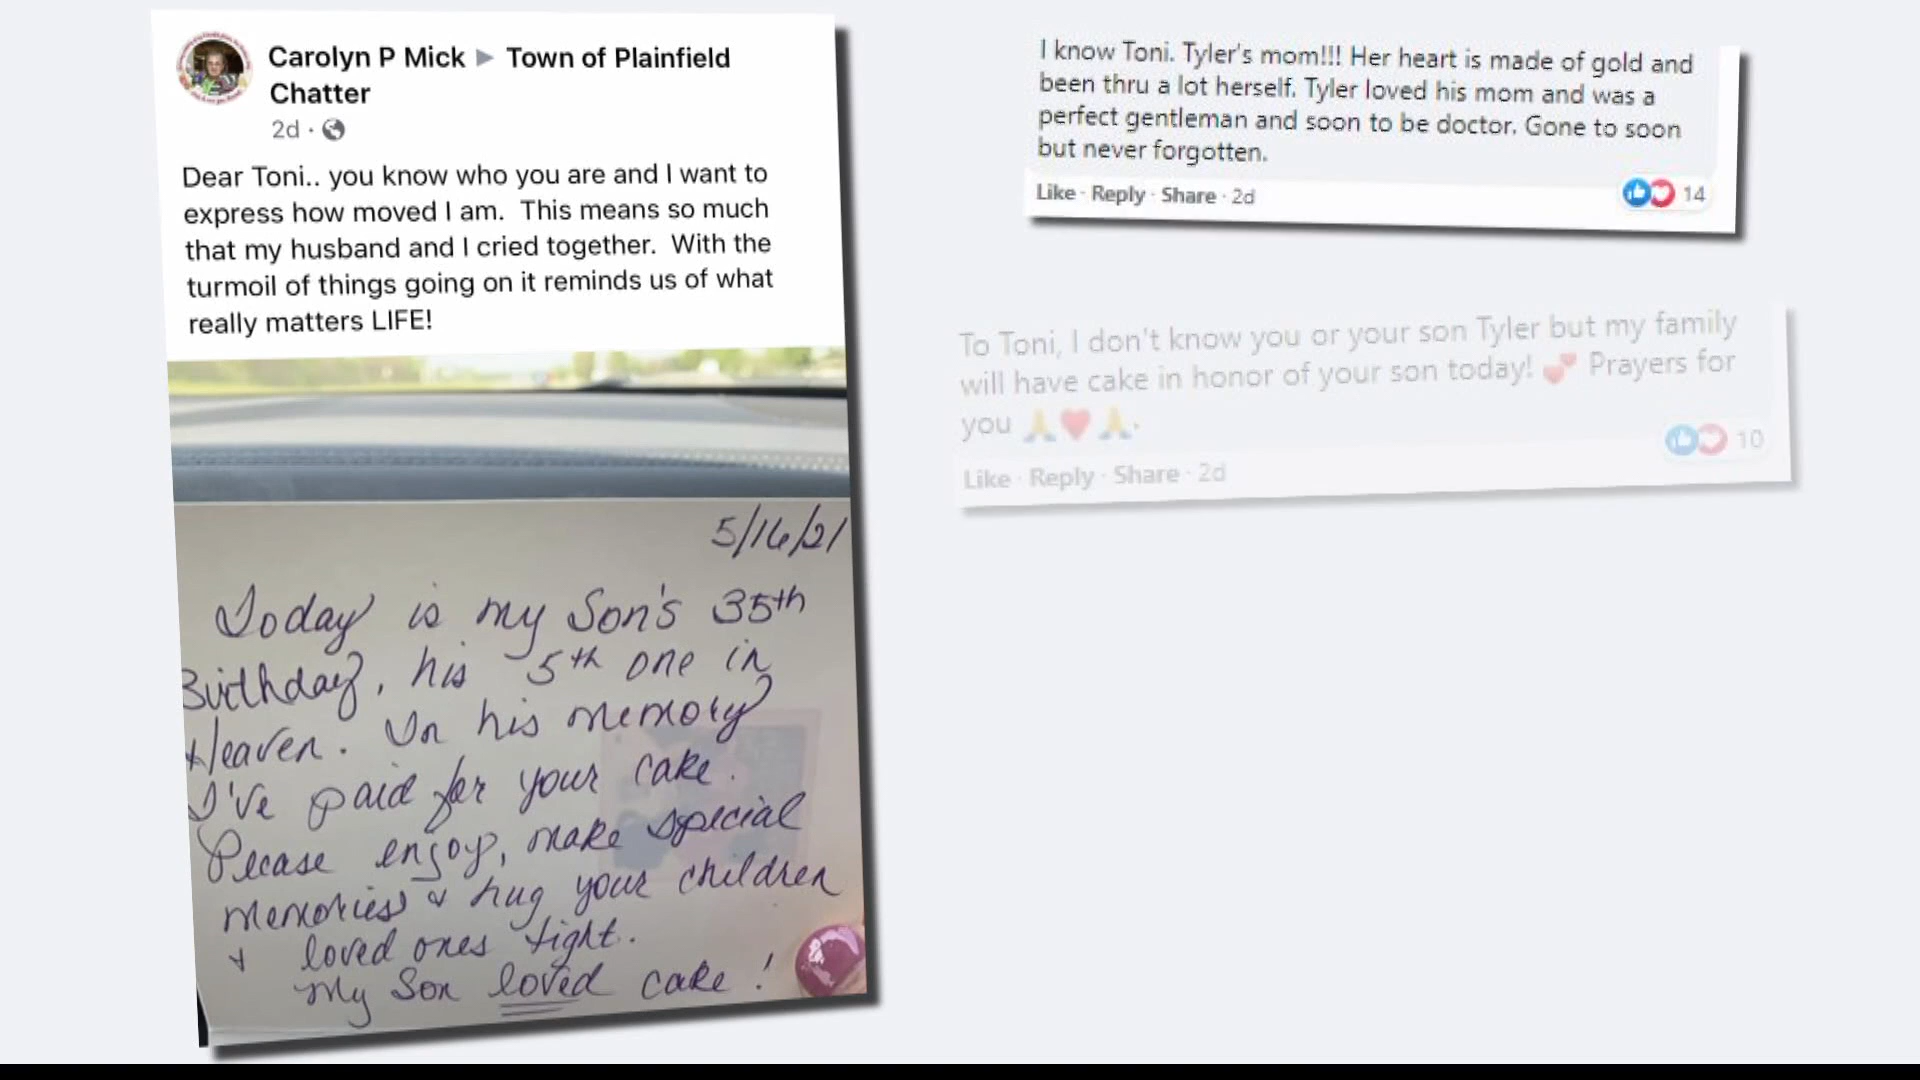 Carolyn P Mick ▶ Town of Plainfield
Chatter
2d ·
Dear Toni.. you know who you are and I want to
express how moved I am. This means so much
that my husband and I cried together. With the
turmoil of things going on it reminds us of what
really matters LIFE!
5/16/21
Today is my Son's 35th
Birthday, his 5th one in
Heaven. In his memory
I've paid for your cake.
Please enjoy, make special
memories & hug your children
& loved ones tight.
My Son loved cake!
I know Toni. Tyler's mom!!! Her heart is made of gold and
been thru a lot herself. Tyler loved his mom and was a
perfect gentleman and soon to be doctor. Gone to soon
but never forgotten.
Like · Reply · Share · 2d
14
To Toni, I don't know you or your son Tyler but my family
will have cake in honor of your son today! 💕 Prayers for
you 🙏❤️🙏.
10
Like · Reply · Share · 2d